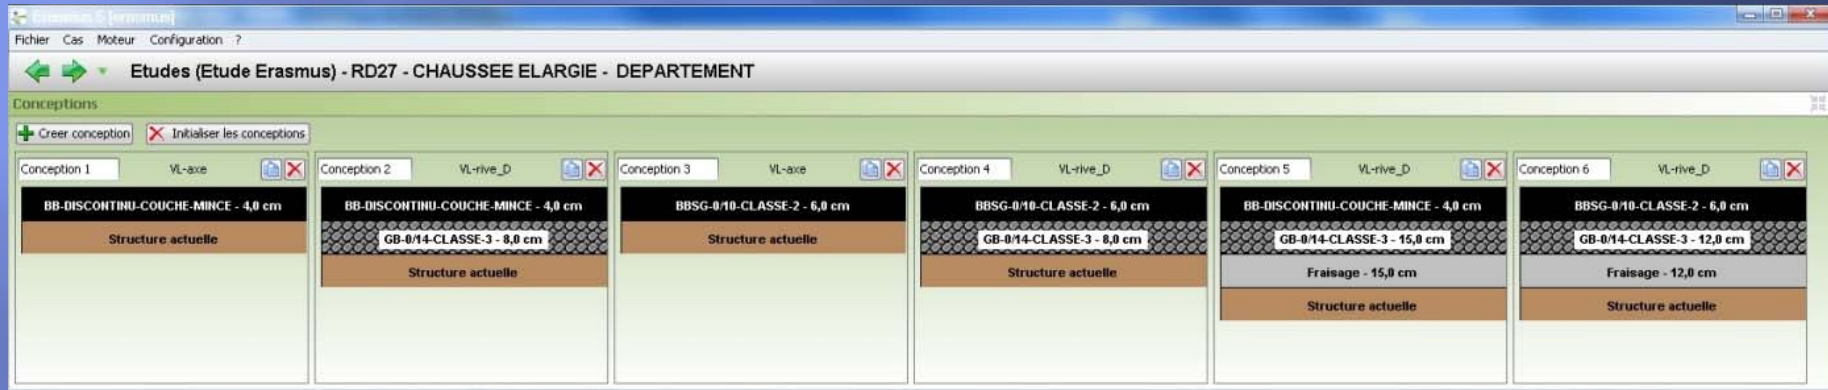 Erasmus 5 [erasmus]
Fichier Cas Moteur Configuration ?
Etudes (Etude Erasmus) - RD27 - CHAUSSEE ELARGIE - DEPARTEMENT
Conceptions
Creer conception Initialiser les conceptions
Conception 1 VL-axe
BB-DISCONTINU-COUCHE-MINCE - 4,0 cm
Structure actuelle
Conception 2 VL-rive_D
BB-DISCONTINU-COUCHE-MINCE - 4,0 cm
GB-0/14-CLASSE-3 - 8,0 cm
Structure actuelle
Conception 3 VL-axe
BBSG-0/10-CLASSE-2 - 6,0 cm
Structure actuelle
Conception 4 VL-rive_D
BBSG-0/10-CLASSE-2 - 6,0 cm
GB-0/14-CLASSE-3 - 8,0 cm
Structure actuelle
Conception 5 VL-rive_D
BB-DISCONTINU-COUCHE-MINCE - 4,0 cm
GB-0/14-CLASSE-3 - 15,0 cm
Fraisage - 15,0 cm
Structure actuelle
Conception 6 VL-rive_D
BBSG-0/10-CLASSE-2 - 6,0 cm
GB-0/14-CLASSE-3 - 12,0 cm
Fraisage - 12,0 cm
Structure actuelle